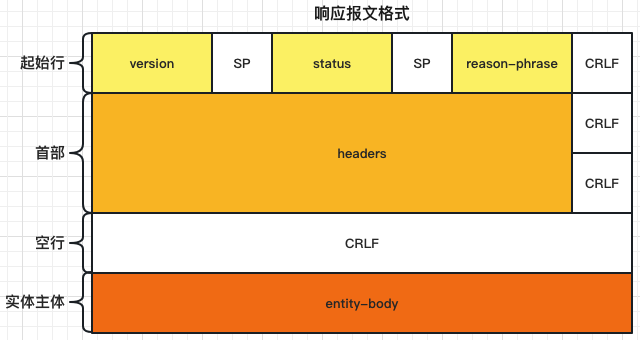 响应报文格式
起始行 version SP status SP reason-phrase CRLF
首部 headers CRLF
CRLF
空行 CRLF
实体主体 entity-body